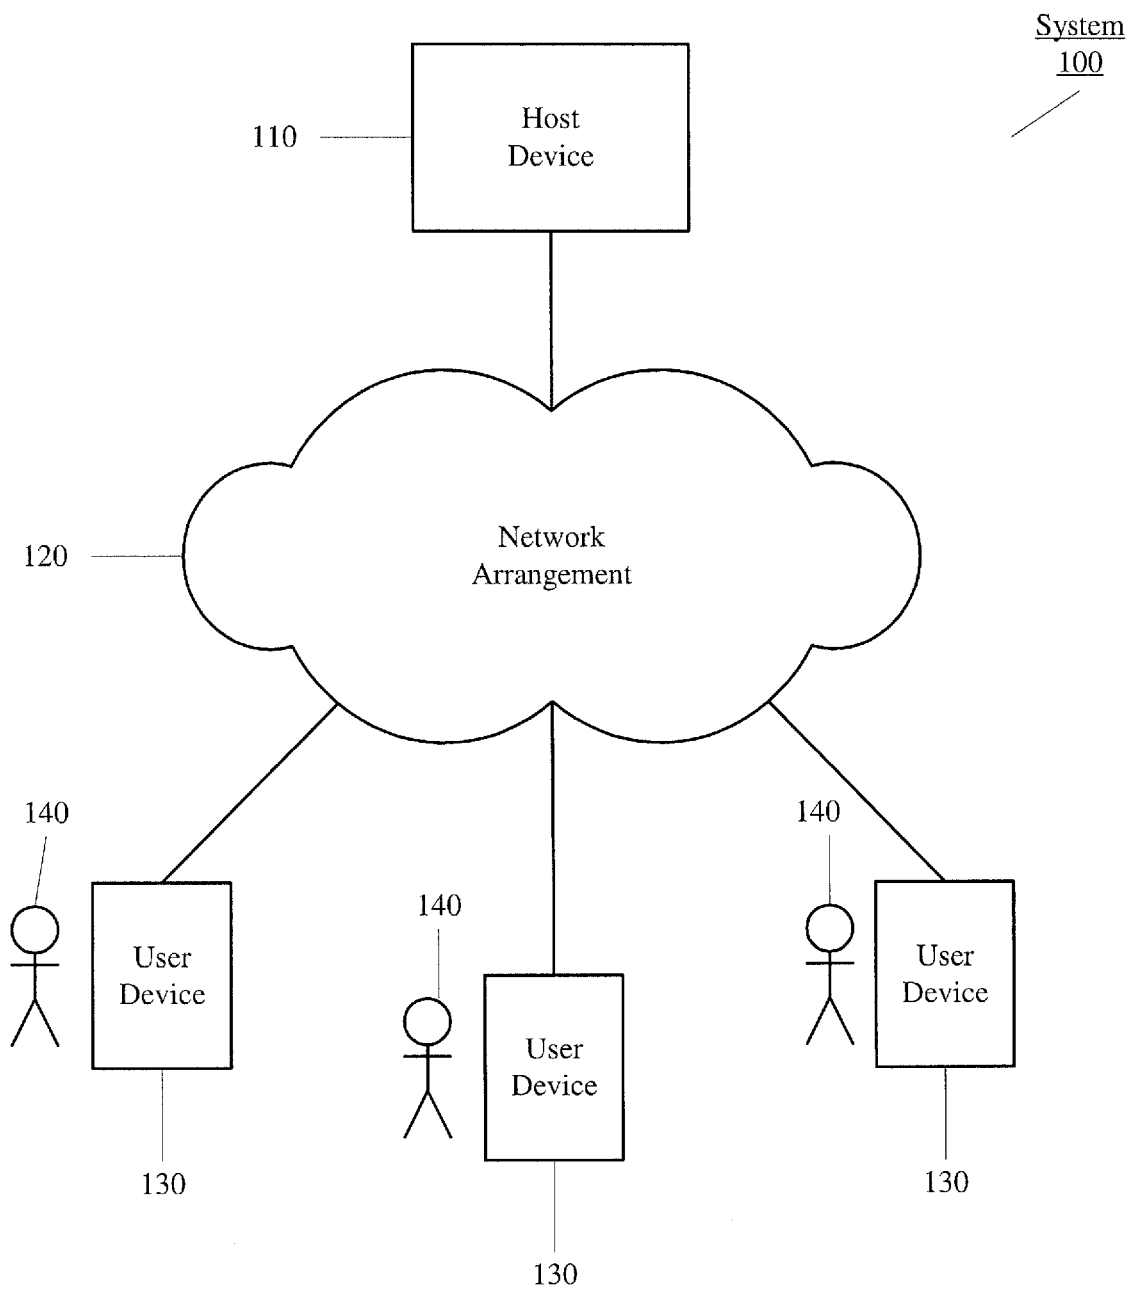 System
100
Host
Device
110
Network
Arrangement
120
140
140
140
User
Device
User
Device
User
Device
130
130
130